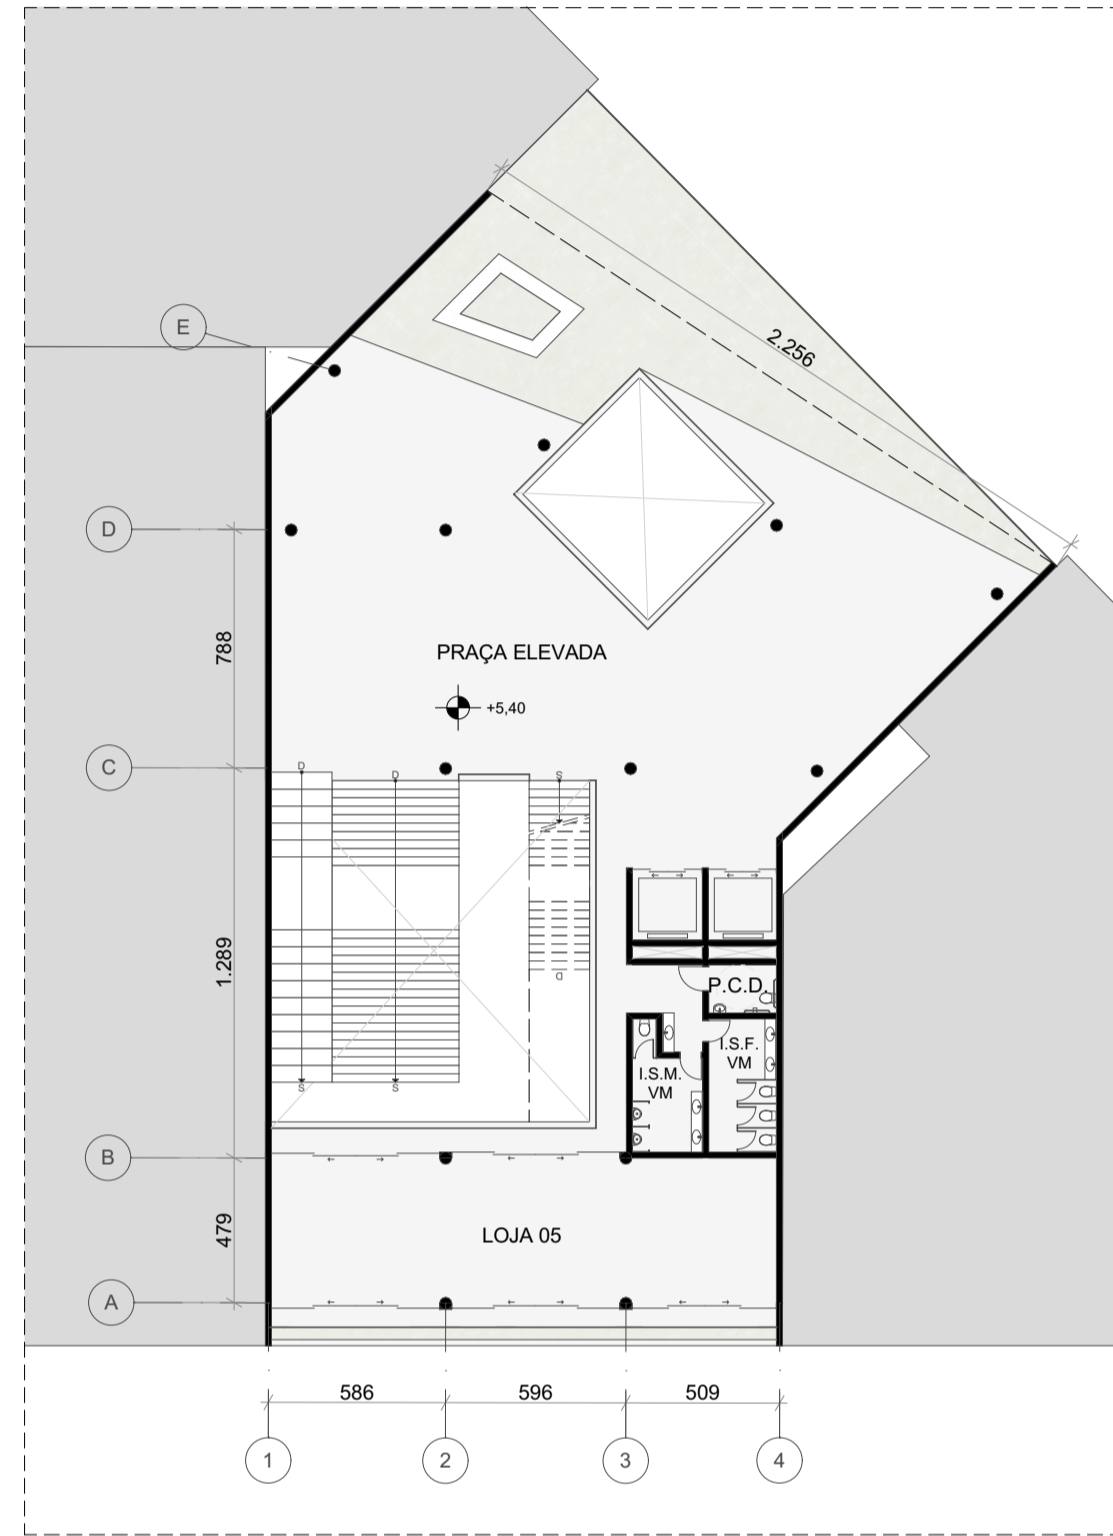 E
2.256
D
788
PRAÇA ELEVADA
+5,40
C
D
D
S
1.289
D
P.C.D.
I.S.F.
VM
I.S.M.
VM
S
S
B
479
LOJA 05
A
586
596
509
1
2
3
4